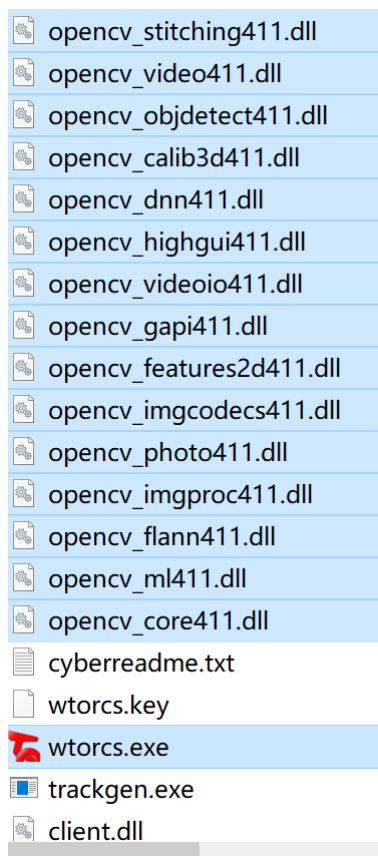 opencv_stitching411.dll
opencv_video411.dll
opencv_objdetect411.dll
opencv_calib3d411.dll
opencv_dnn411.dll
opencv_highgui411.dll
opencv_videoio411.dll
opencv_gapi411.dll
opencv_features2d411.dll
opencv_imgcodecs411.dll
opencv_photo411.dll
opencv_imgproc411.dll
opencv_flann411.dll
opencv_ml411.dll
opencv_core411.dll
cyberreadme.txt
wtorcs.key
wtorcs.exe
trackgen.exe
client.dll